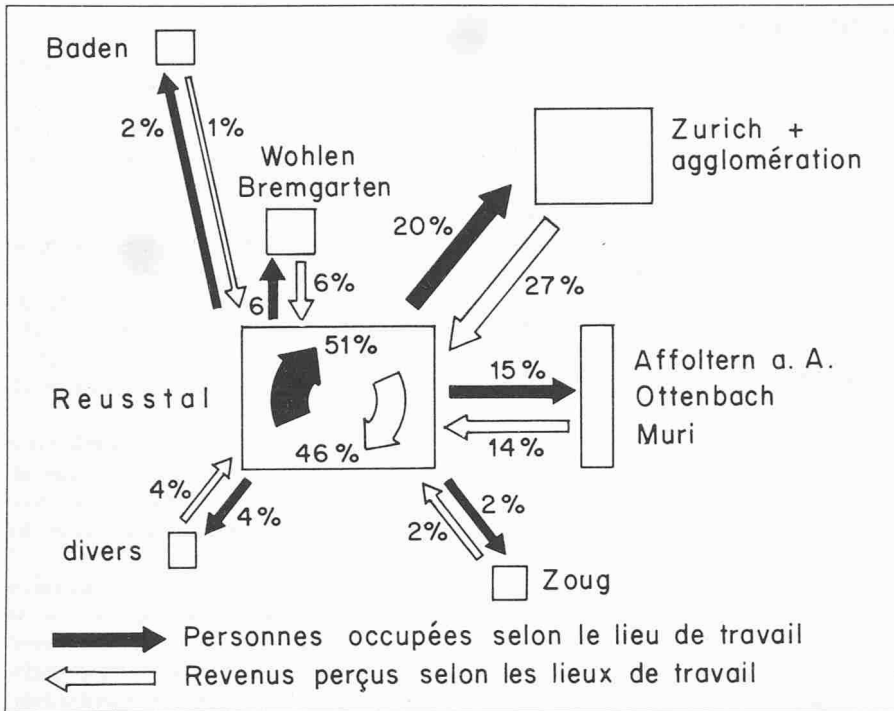 Baden
2% 1%
Wohlen
Bremgarten
Zurich +
agglomération
20%
27%
6 6%
51%
46%
Reusstal
15%
14%
Affoltern a. A.
Ottenbach
Muri
4%
4%
divers
2%
2%
Zoug
Personnes occupées selon le lieu de travail
Revenus perçus selon les lieux de travail